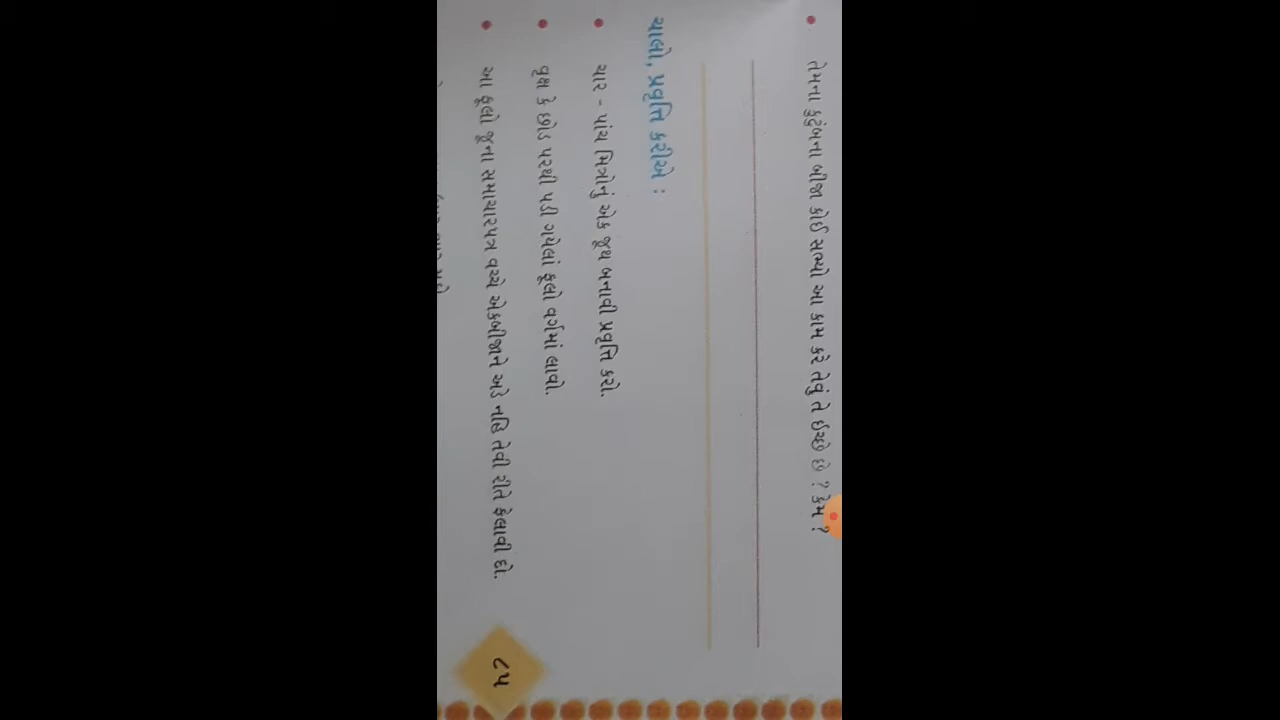 તેમના કુટુંબના બીજા કોઈ સભ્યો આ કામ કરે તેવું તે ઈચ્છે છે ? કેમ ?
ચાલો, પ્રવૃત્તિ કરીએ :
ચાર - પાંચ મિત્રોનું એક જૂથ બનાવી પ્રવૃત્તિ કરો.
વૃક્ષ કે છોડ પરથી પડી ગયેલાં ફૂલો વર્ગમાં લાવો.
આ ફૂલો જૂના સમાચારપત્ર વચ્ચે એકબીજાને અડે નહિ તેવી રીતે ફેલાવી દો.
૮૫